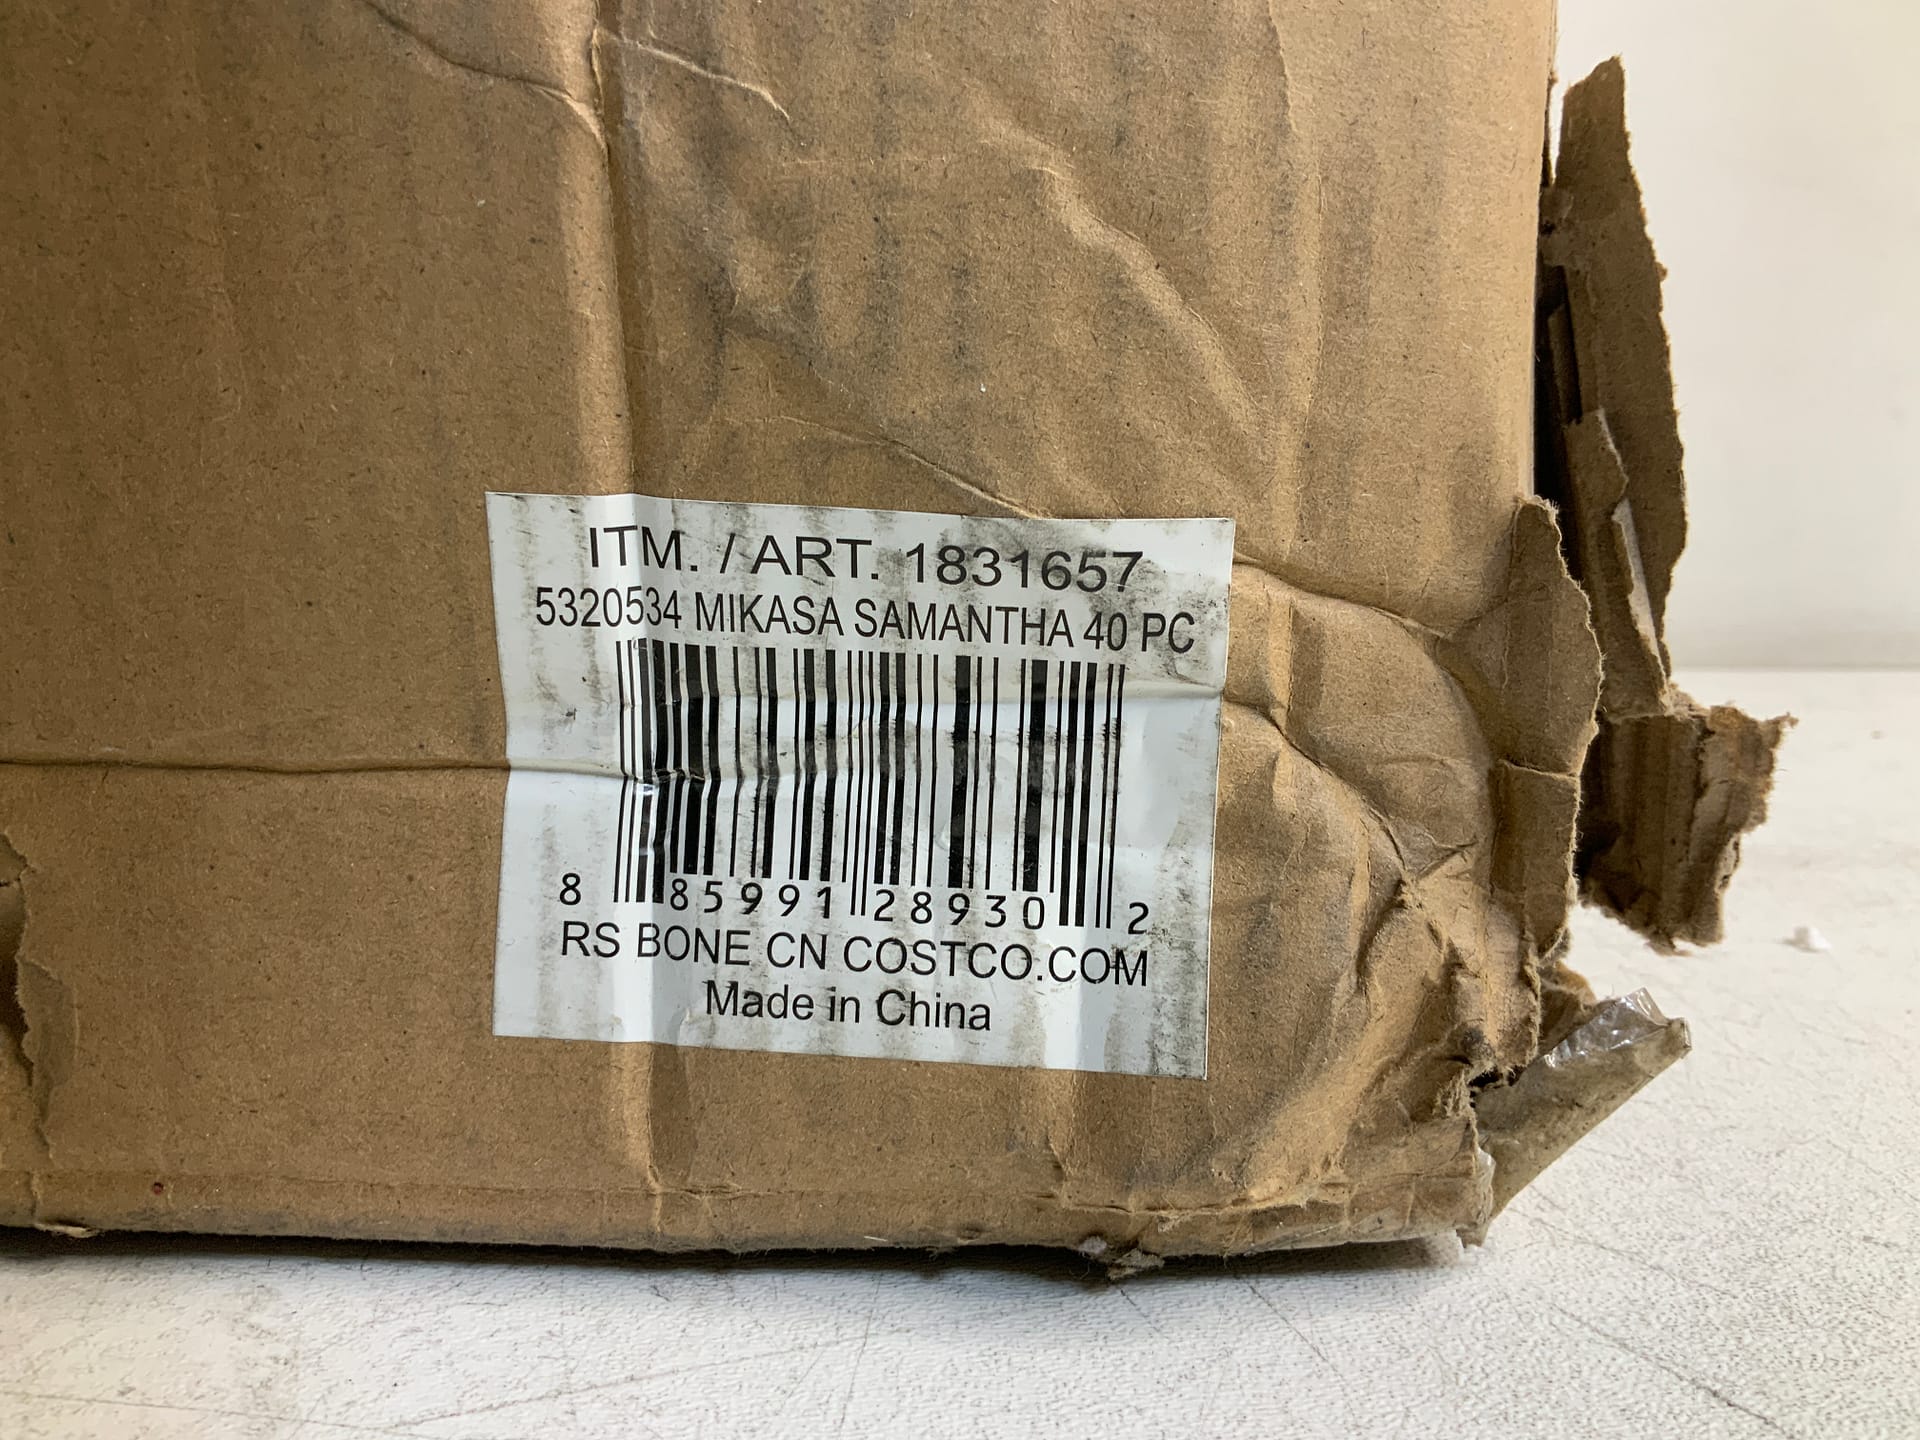 ITM. / ART. 1831657
5320534 MIKASA SAMANTHA 40 PC
8 85991 28930 2
RS BONE CN COSTCO.COM
Made in China